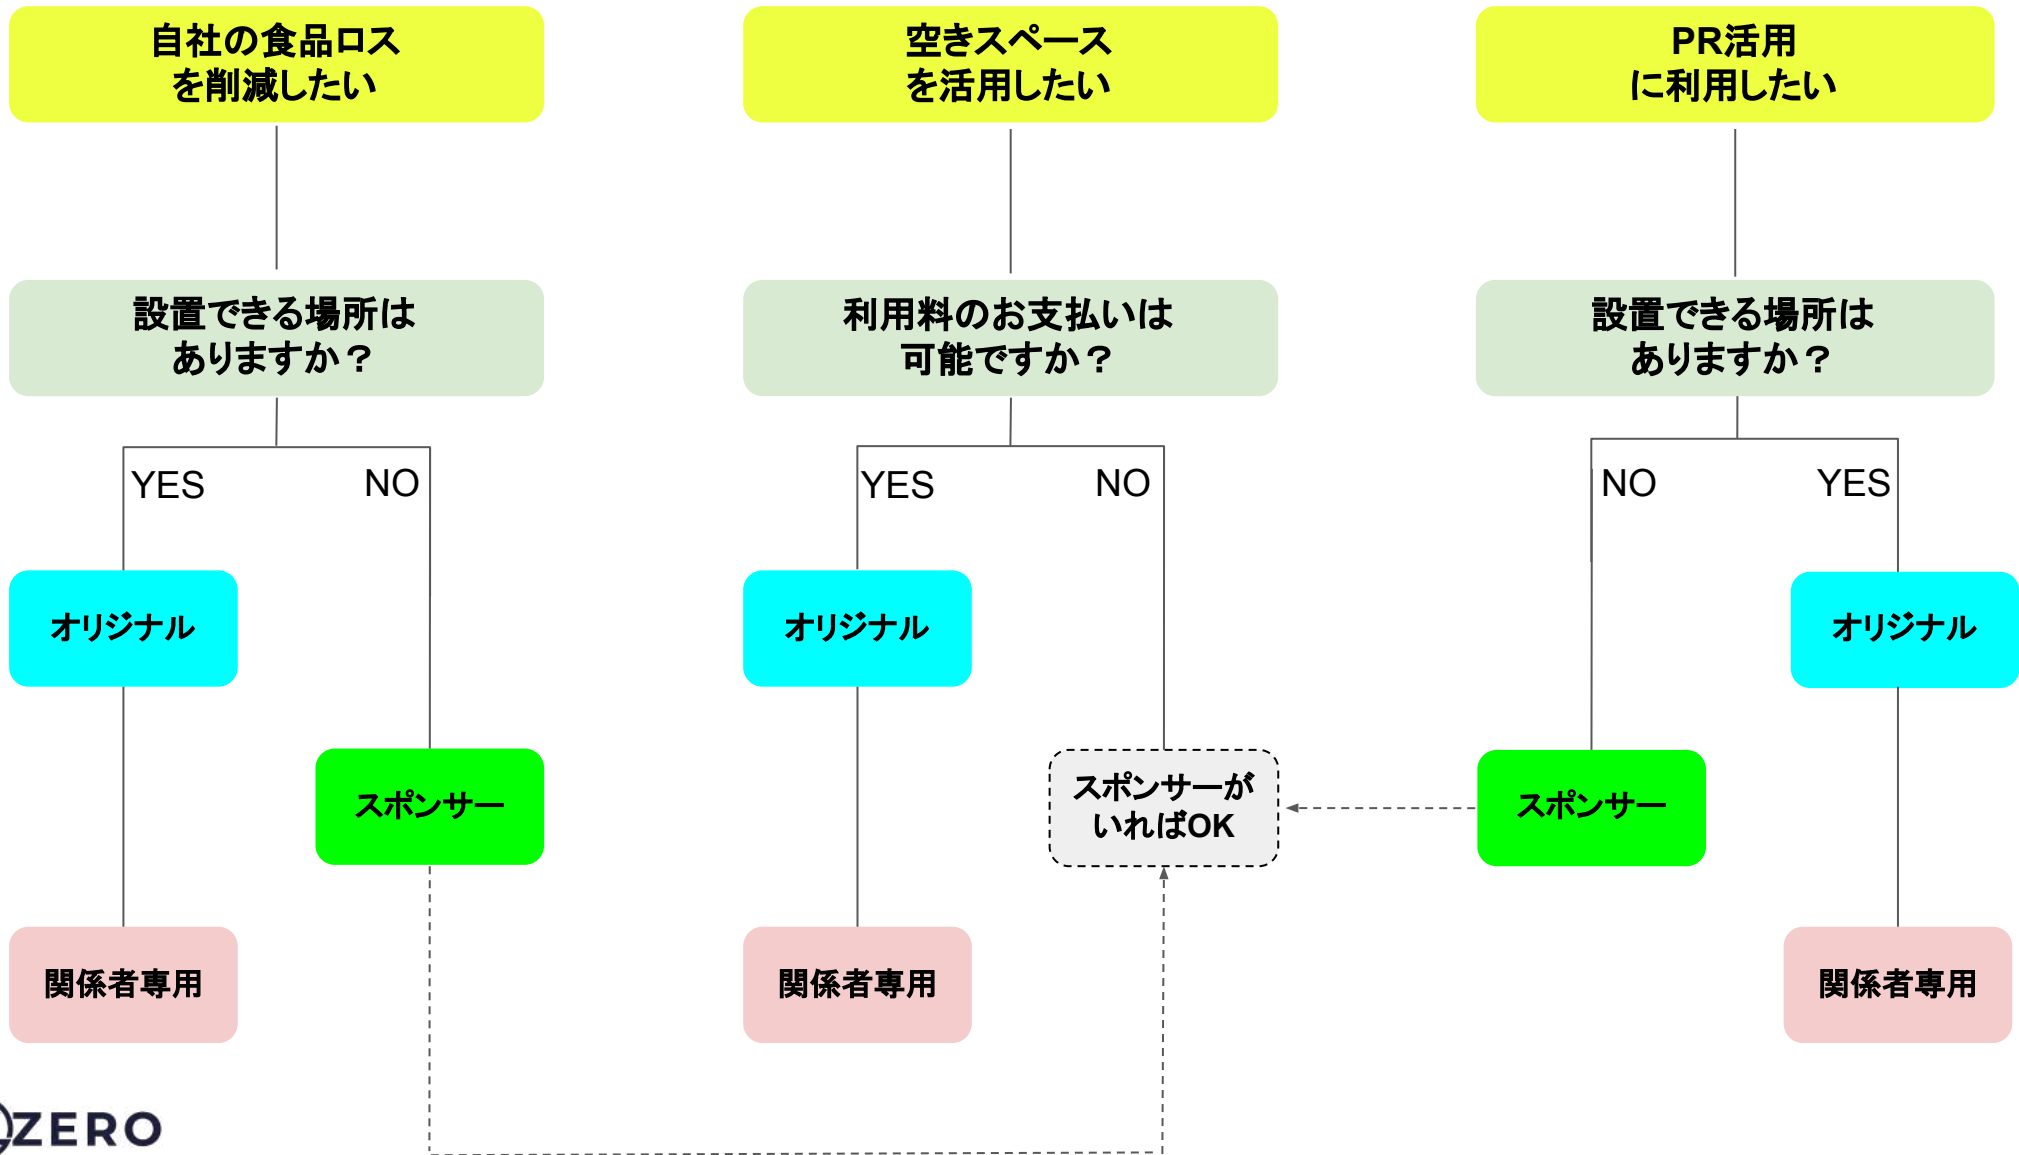 自社の食品ロス
を削減したい
空きスペース
を活用したい
PR活用
に利用したい
設置できる場所は
ありますか？
利用料のお支払いは
可能ですか？
設置できる場所は
ありますか？
YES
NO
YES
NO
NO
YES
オリジナル
オリジナル
オリジナル
スポンサー
スポンサーが
いればOK
スポンサー
関係者専用
関係者専用
関係者専用
ZERO